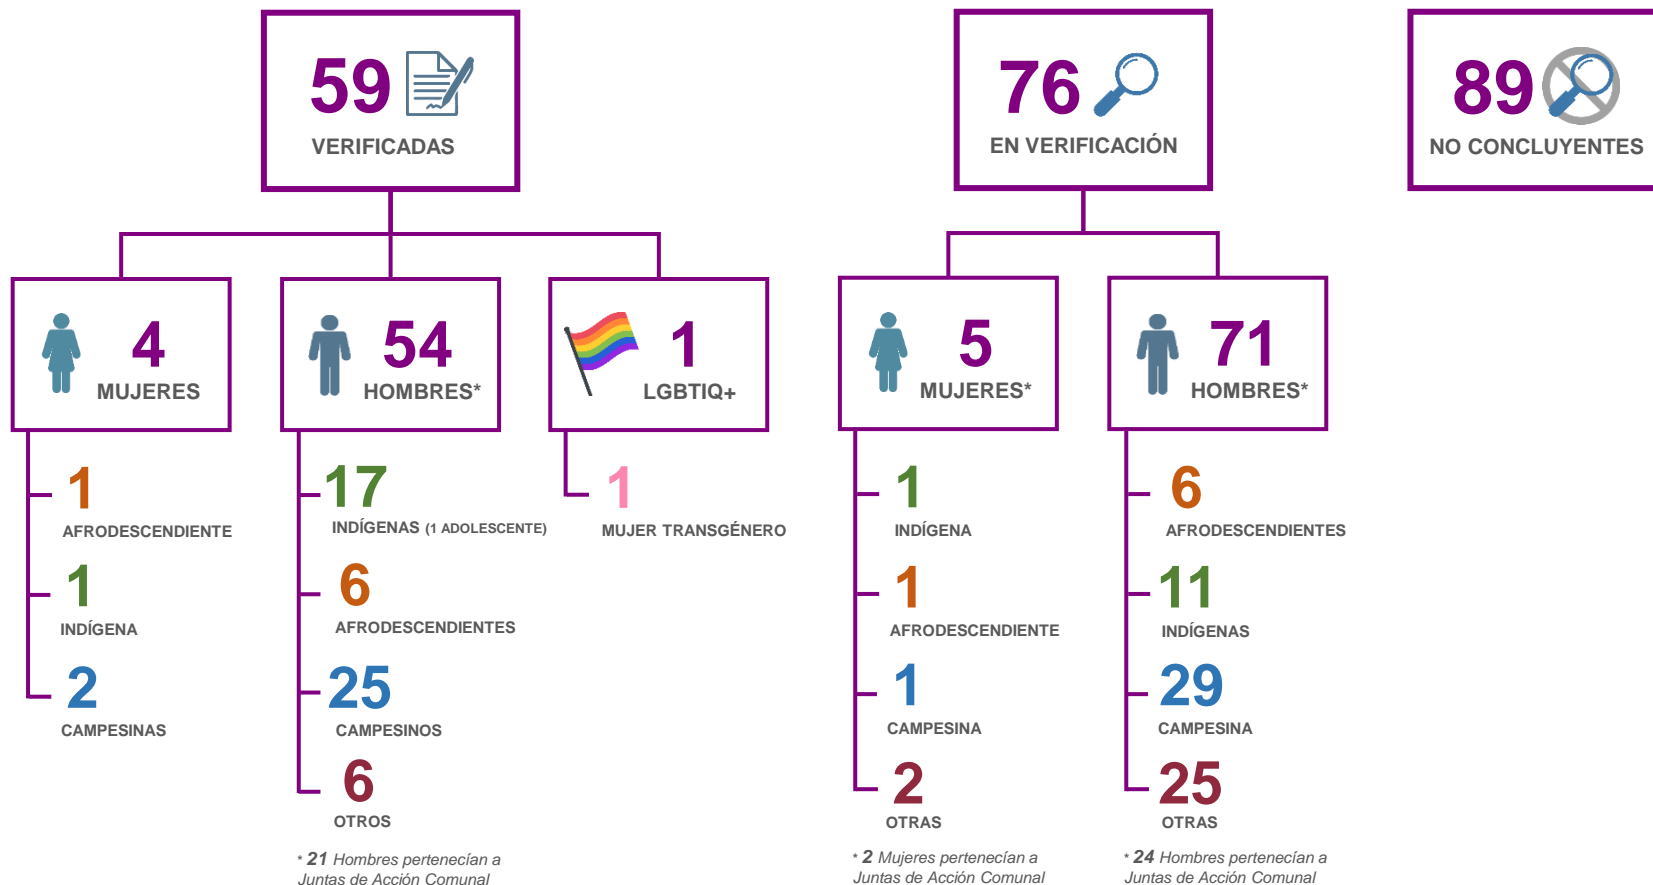 59
VERIFICADAS
4
MUJERES
1
AFRODESCENDIENTE
1
INDÍGENA
2
CAMPESINAS
54
HOMBRES*
17
INDÍGENAS (1 ADOLESCENTE)
6
AFRODESCENDIENTES
25
CAMPESINOS
6
OTROS
* 21 Hombres pertenecían a
Juntas de Acción Comunal
1
LGBTIQ+
1
MUJER TRANSGÉNERO
76
EN VERIFICACIÓN
5
MUJERES*
1
INDÍGENA
1
AFRODESCENDIENTE
1
CAMPESINA
2
OTRAS
* 2 Mujeres pertenecían a
Juntas de Acción Comunal
71
HOMBRES*
6
AFRODESCENDIENTES
11
INDÍGENAS
29
CAMPESINA
25
OTRAS
* 24 Hombres pertenecían a
Juntas de Acción Comunal
89
NO CONCLUYENTES